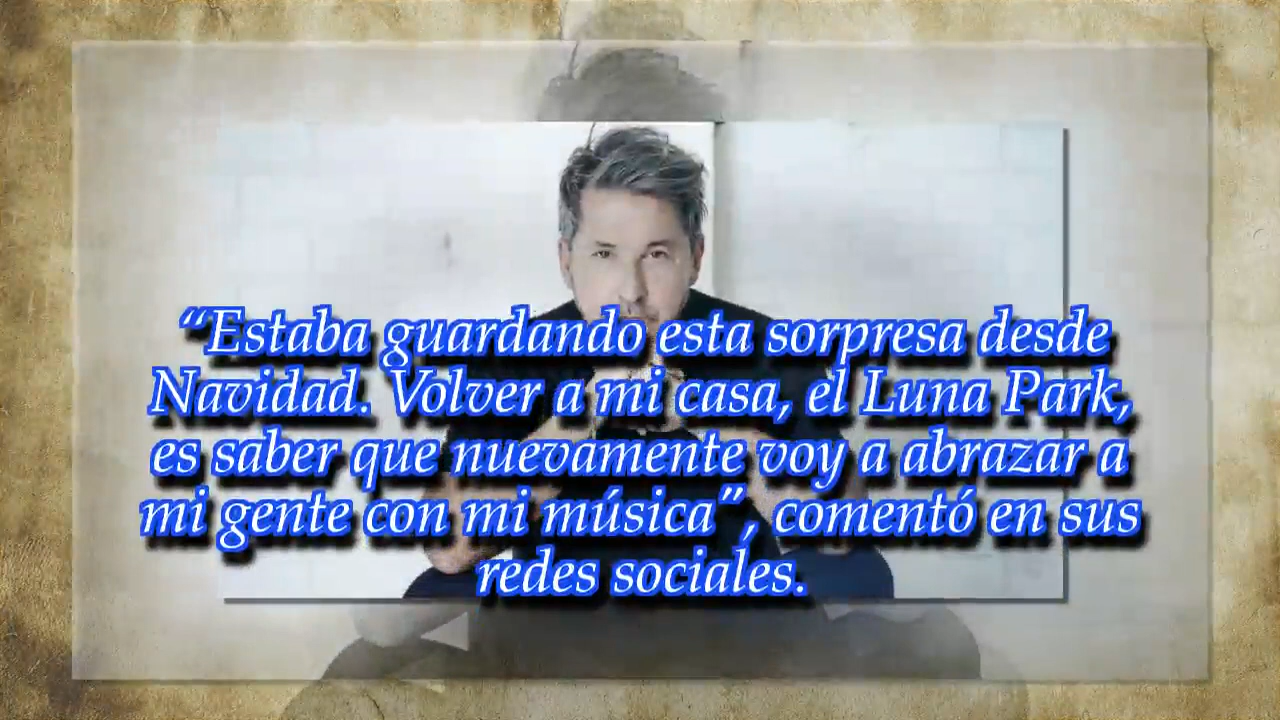 “Estaba guardando esta sorpresa desde
Navidad. Volver a mi casa, el Luna Park,
es saber que nuevamente voy a abrazar a
mi gente con mi música”, comentó en sus
redes sociales.